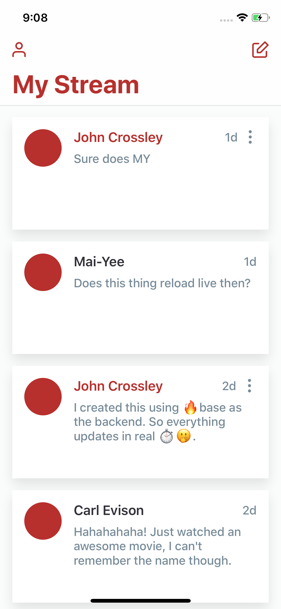 9:08
My Stream
John Crossley 1d
Sure does MY
Mai-Yee 1d
Does this thing reload live then?
John Crossley 2d
I created this using 🔥base as
the backend. So everything
updates in real ⏱️🤫.
Carl Evison 2d
Hahahahaha! Just watched an
awesome movie, I can't
remember the name though.